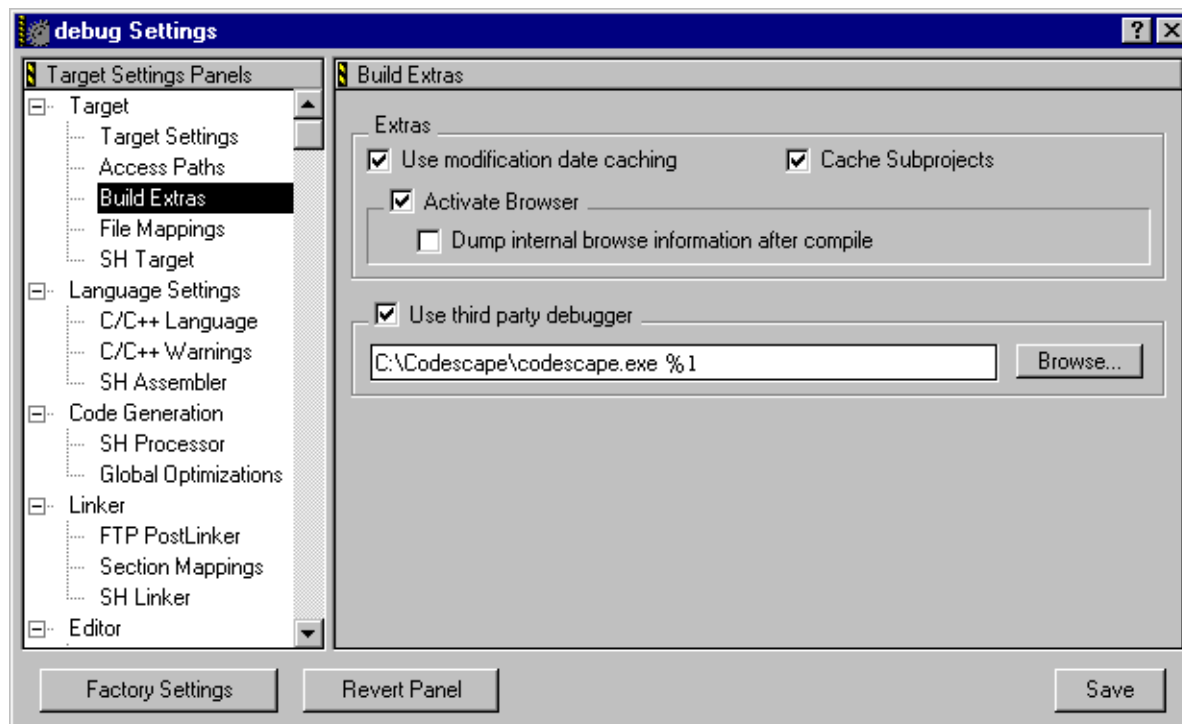 debug Settings
Target Settings Panels
Target
Target Settings
Access Paths
Build Extras
File Mappings
SH Target
Language Settings
C/C++ Language
C/C++ Warnings
SH Assembler
Code Generation
SH Processor
Global Optimizations
Linker
FTP PostLinker
Section Mappings
SH Linker
Editor
Build Extras
Extras
Use modification date caching
Cache Subprojects
Activate Browser
Dump internal browse information after compile
Use third party debugger
C:\Codescape\codescape.exe %1
Browse...
Factory Settings
Revert Panel
Save